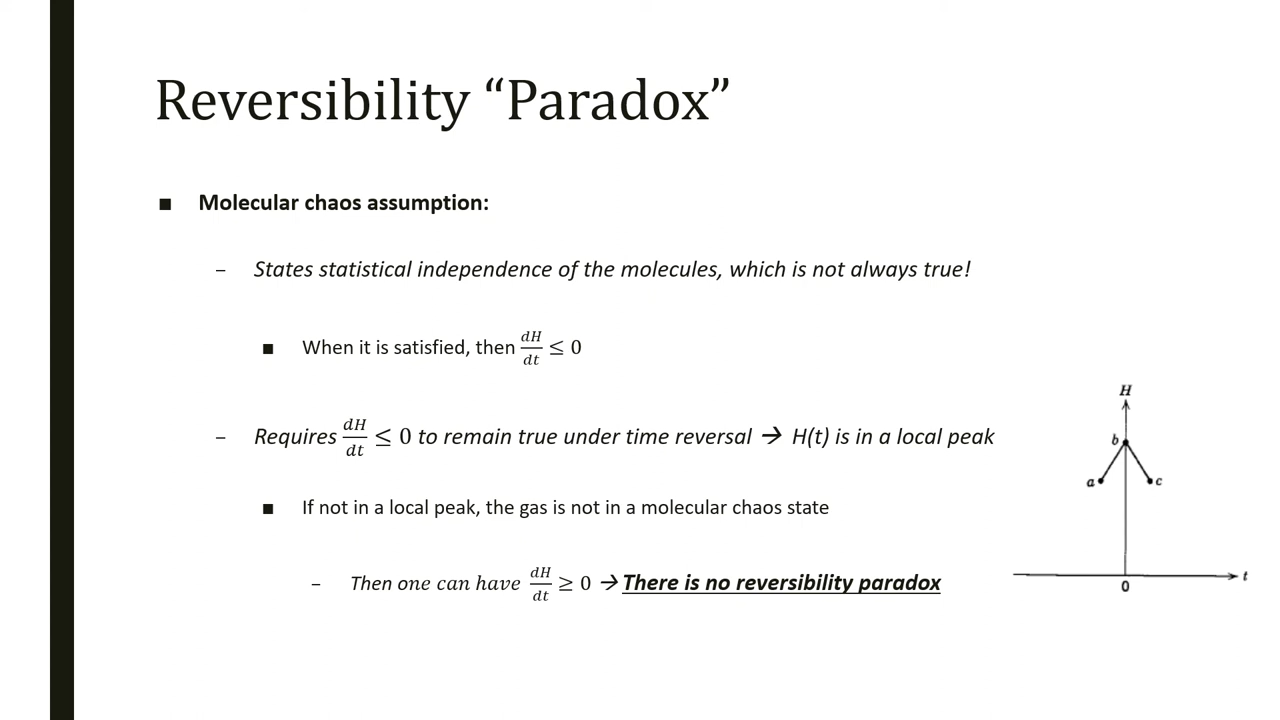 Reversibility “Paradox”
■ Molecular chaos assumption:
– States statistical independence of the molecules, which is not always true!
■ When it is satisfied, then dH/dt ≤ 0
– Requires dH/dt ≤ 0 to remain true under time reversal → H(t) is in a local peak
■ If not in a local peak, the gas is not in a molecular chaos state
– Then one can have dH/dt ≥ 0 → There is no reversibility paradox
H
b
a
c
t
0